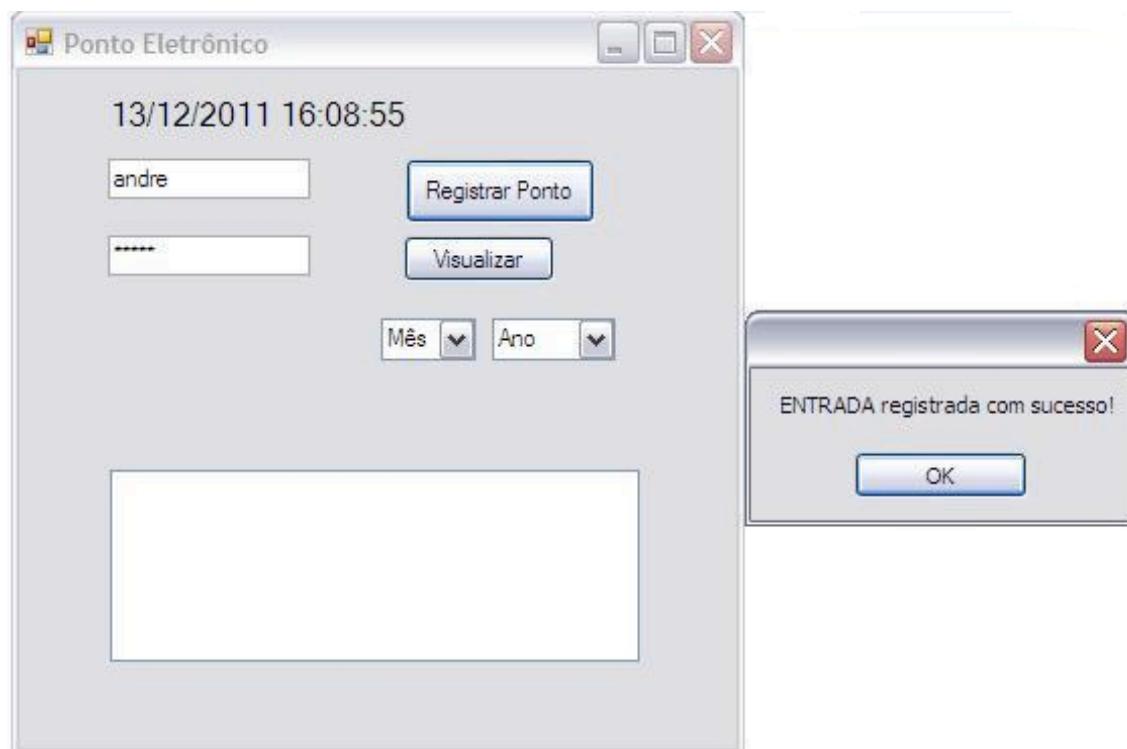 Ponto Eletrônico
13/12/2011 16:08:55
andre
Registrar Ponto
*****
Visualizar
Mês
Ano
ENTRADA registrada com sucesso!
OK